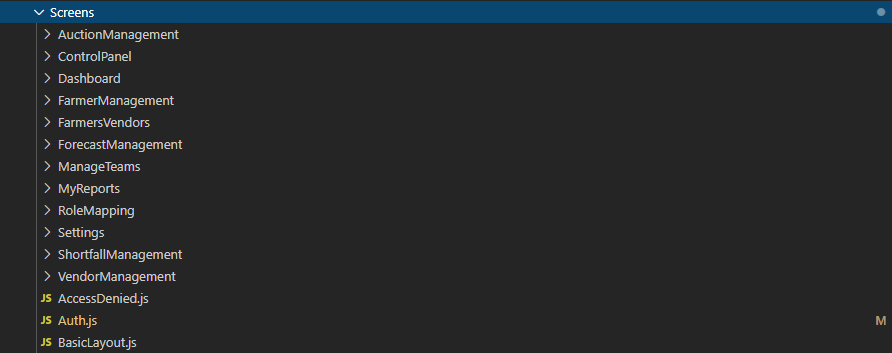 Screens
AuctionManagement
ControlPanel
Dashboard
FarmerManagement
FarmersVendors
ForecastManagement
ManageTeams
MyReports
RoleMapping
Settings
ShortfallManagement
VendorManagement
JS AccessDenied.js
JS Auth.js M
JS BasicLayout.js